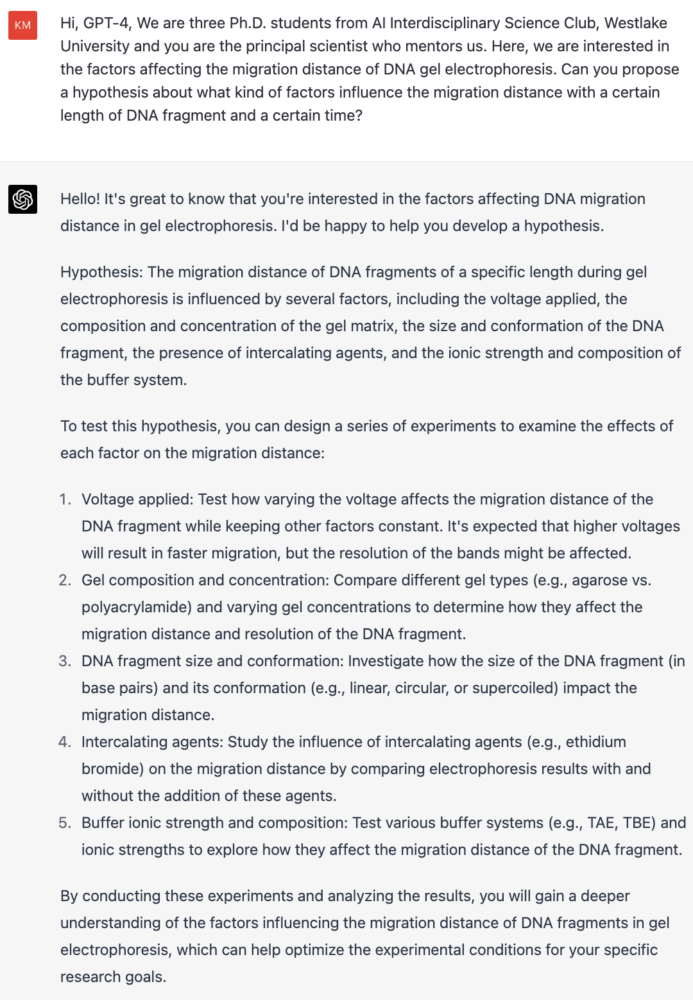 KM
Hi, GPT-4, We are three Ph.D. students from AI Interdisciplinary Science Club, Westlake
University and you are the principal scientist who mentors us. Here, we are interested in
the factors affecting the migration distance of DNA gel electrophoresis. Can you propose
a hypothesis about what kind of factors influence the migration distance with a certain
length of DNA fragment and a certain time?
Hello! It's great to know that you're interested in the factors affecting DNA migration
distance in gel electrophoresis. I'd be happy to help you develop a hypothesis.
Hypothesis: The migration distance of DNA fragments of a specific length during gel
electrophoresis is influenced by several factors, including the voltage applied, the
composition and concentration of the gel matrix, the size and conformation of the DNA
fragment, the presence of intercalating agents, and the ionic strength and composition of
the buffer system.
To test this hypothesis, you can design a series of experiments to examine the effects of
each factor on the migration distance:
1. Voltage applied: Test how varying the voltage affects the migration distance of the
DNA fragment while keeping other factors constant. It's expected that higher voltages
will result in faster migration, but the resolution of the bands might be affected.
2. Gel composition and concentration: Compare different gel types (e.g., agarose vs.
polyacrylamide) and varying gel concentrations to determine how they affect the
migration distance and resolution of the DNA fragment.
3. DNA fragment size and conformation: Investigate how the size of the DNA fragment (in
base pairs) and its conformation (e.g., linear, circular, or supercoiled) impact the
migration distance.
4. Intercalating agents: Study the influence of intercalating agents (e.g., ethidium
bromide) on the migration distance by comparing electrophoresis results with and
without the addition of these agents.
5. Buffer ionic strength and composition: Test various buffer systems (e.g., TAE, TBE) and
ionic strengths to explore how they affect the migration distance of the DNA fragment.
By conducting these experiments and analyzing the results, you will gain a deeper
understanding of the factors influencing the migration distance of DNA fragments in gel
electrophoresis, which can help optimize the experimental conditions for your specific
research goals.